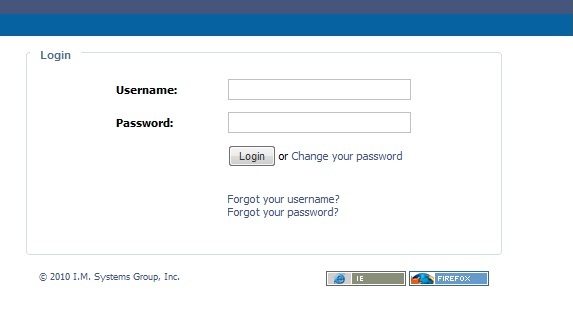 Login
Username:
Password:
Login or Change your password
Forgot your username?
Forgot your password?
© 2010 I.M. Systems Group, Inc.
IE FIREFOX